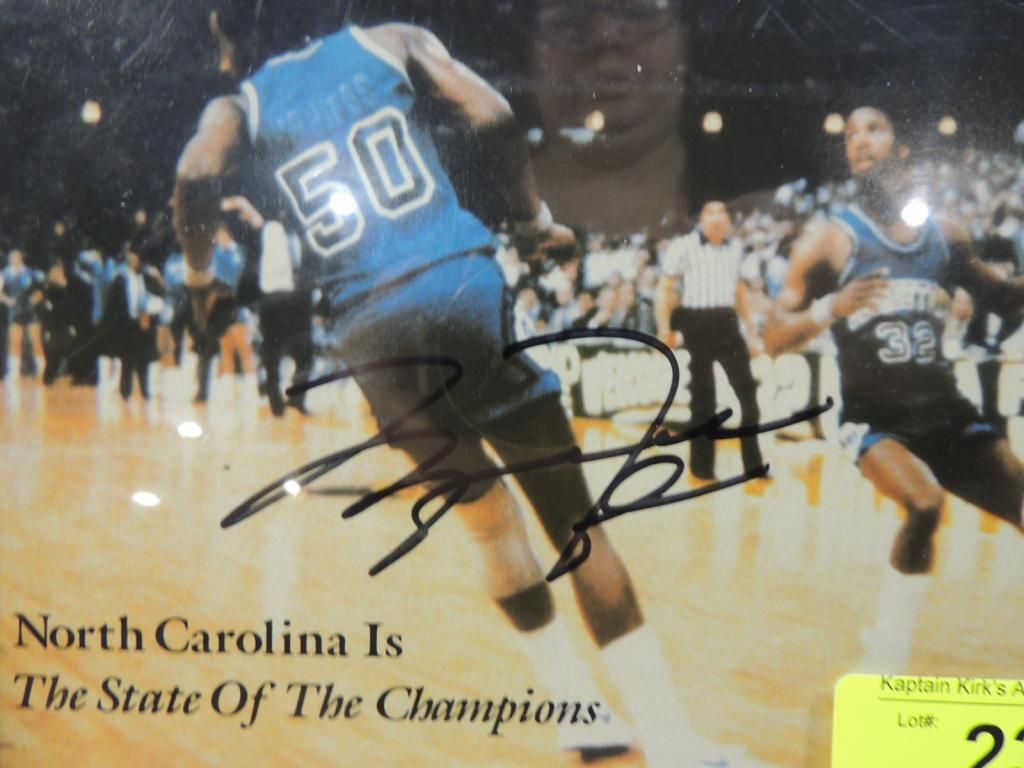 50
32
North Carolina Is
The State Of The Champions
Kaptain Kirk's A
Lot#: